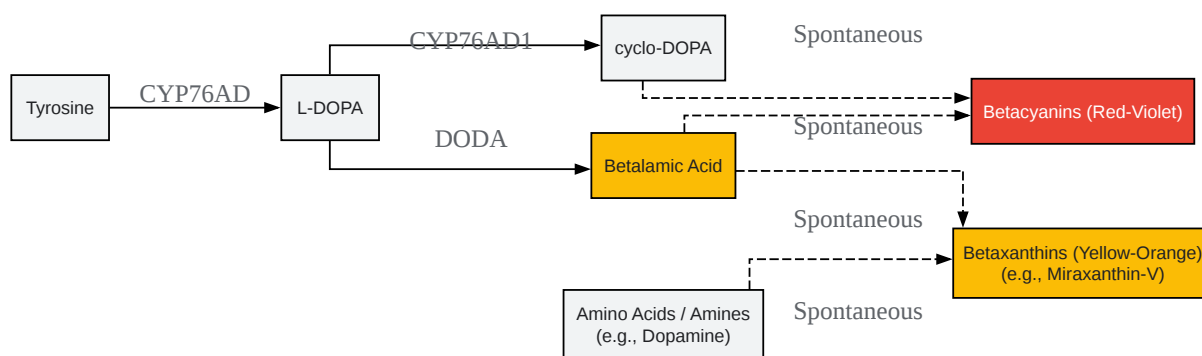 CYP76AD1
cyclo-DOPA
Spontaneous
Tyrosine
CYP76AD
L-DOPA
Betacyanins (Red-Violet)
DODA
Betalamic Acid
Spontaneous
Spontaneous
Betaxanthins (Yellow-Orange)
(e.g., Miraxanthin-V)
Amino Acids / Amines
(e.g., Dopamine)
Spontaneous